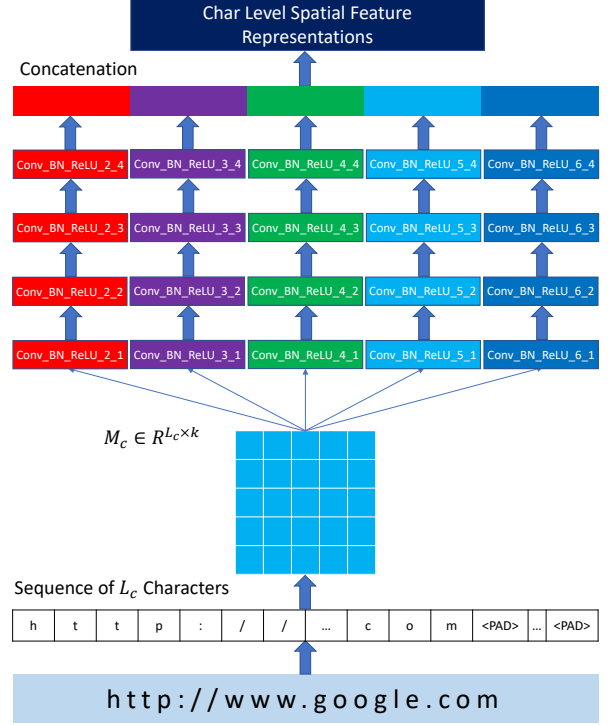 Char Level Spatial Feature
Representations
Concatenation
Conv_BN_ReLU_2_4 Conv_BN_ReLU_3_4 Conv_BN_ReLU_4_4 Conv_BN_ReLU_5_4 Conv_BN_ReLU_6_4
Conv_BN_ReLU_2_3 Conv_BN_ReLU_3_3 Conv_BN_ReLU_4_3 Conv_BN_ReLU_5_3 Conv_BN_ReLU_6_3
Conv_BN_ReLU_2_2 Conv_BN_ReLU_3_2 Conv_BN_ReLU_4_2 Conv_BN_ReLU_5_2 Conv_BN_ReLU_6_2
Conv_BN_ReLU_2_1 Conv_BN_ReLU_3_1 Conv_BN_ReLU_4_1 Conv_BN_ReLU_5_1 Conv_BN_ReLU_6_1
$M_c \in R^{L_c \times k}$
Sequence of $L_c$ Characters
h t t p : / / ... c o m <PAD> ... <PAD>
http://www.google.com